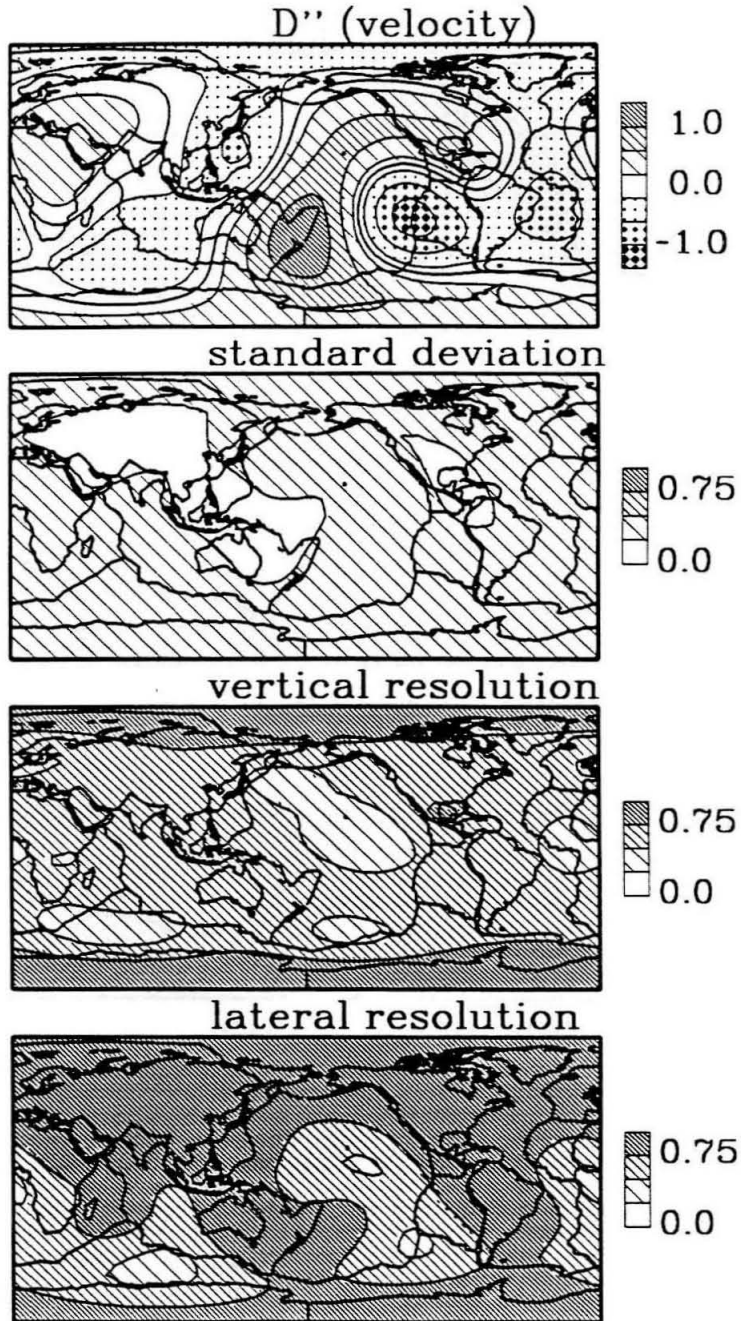 D'' (velocity)
1.0
0.0
-1.0
standard deviation
0.75
0.0
vertical resolution
0.75
0.0
lateral resolution
0.75
0.0